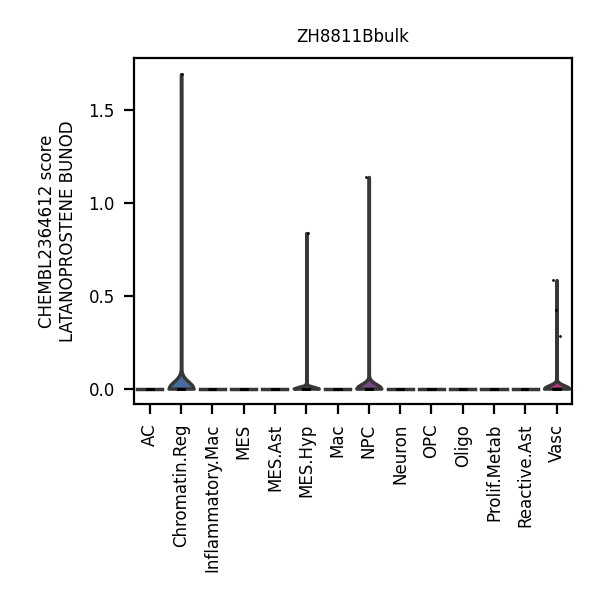 ZH8811Bbulk
CHEMBL2364612 score
LATANOPROSTENE BUNOD
1.5
1.0
0.5
0.0
AC
Chromatin.Reg
Inflammatory.Mac
MES
MES.Ast
MES.Hyp
Mac
NPC
Neuron
OPC
Oligo
Prolif.Metab
Reactive.Ast
Vasc